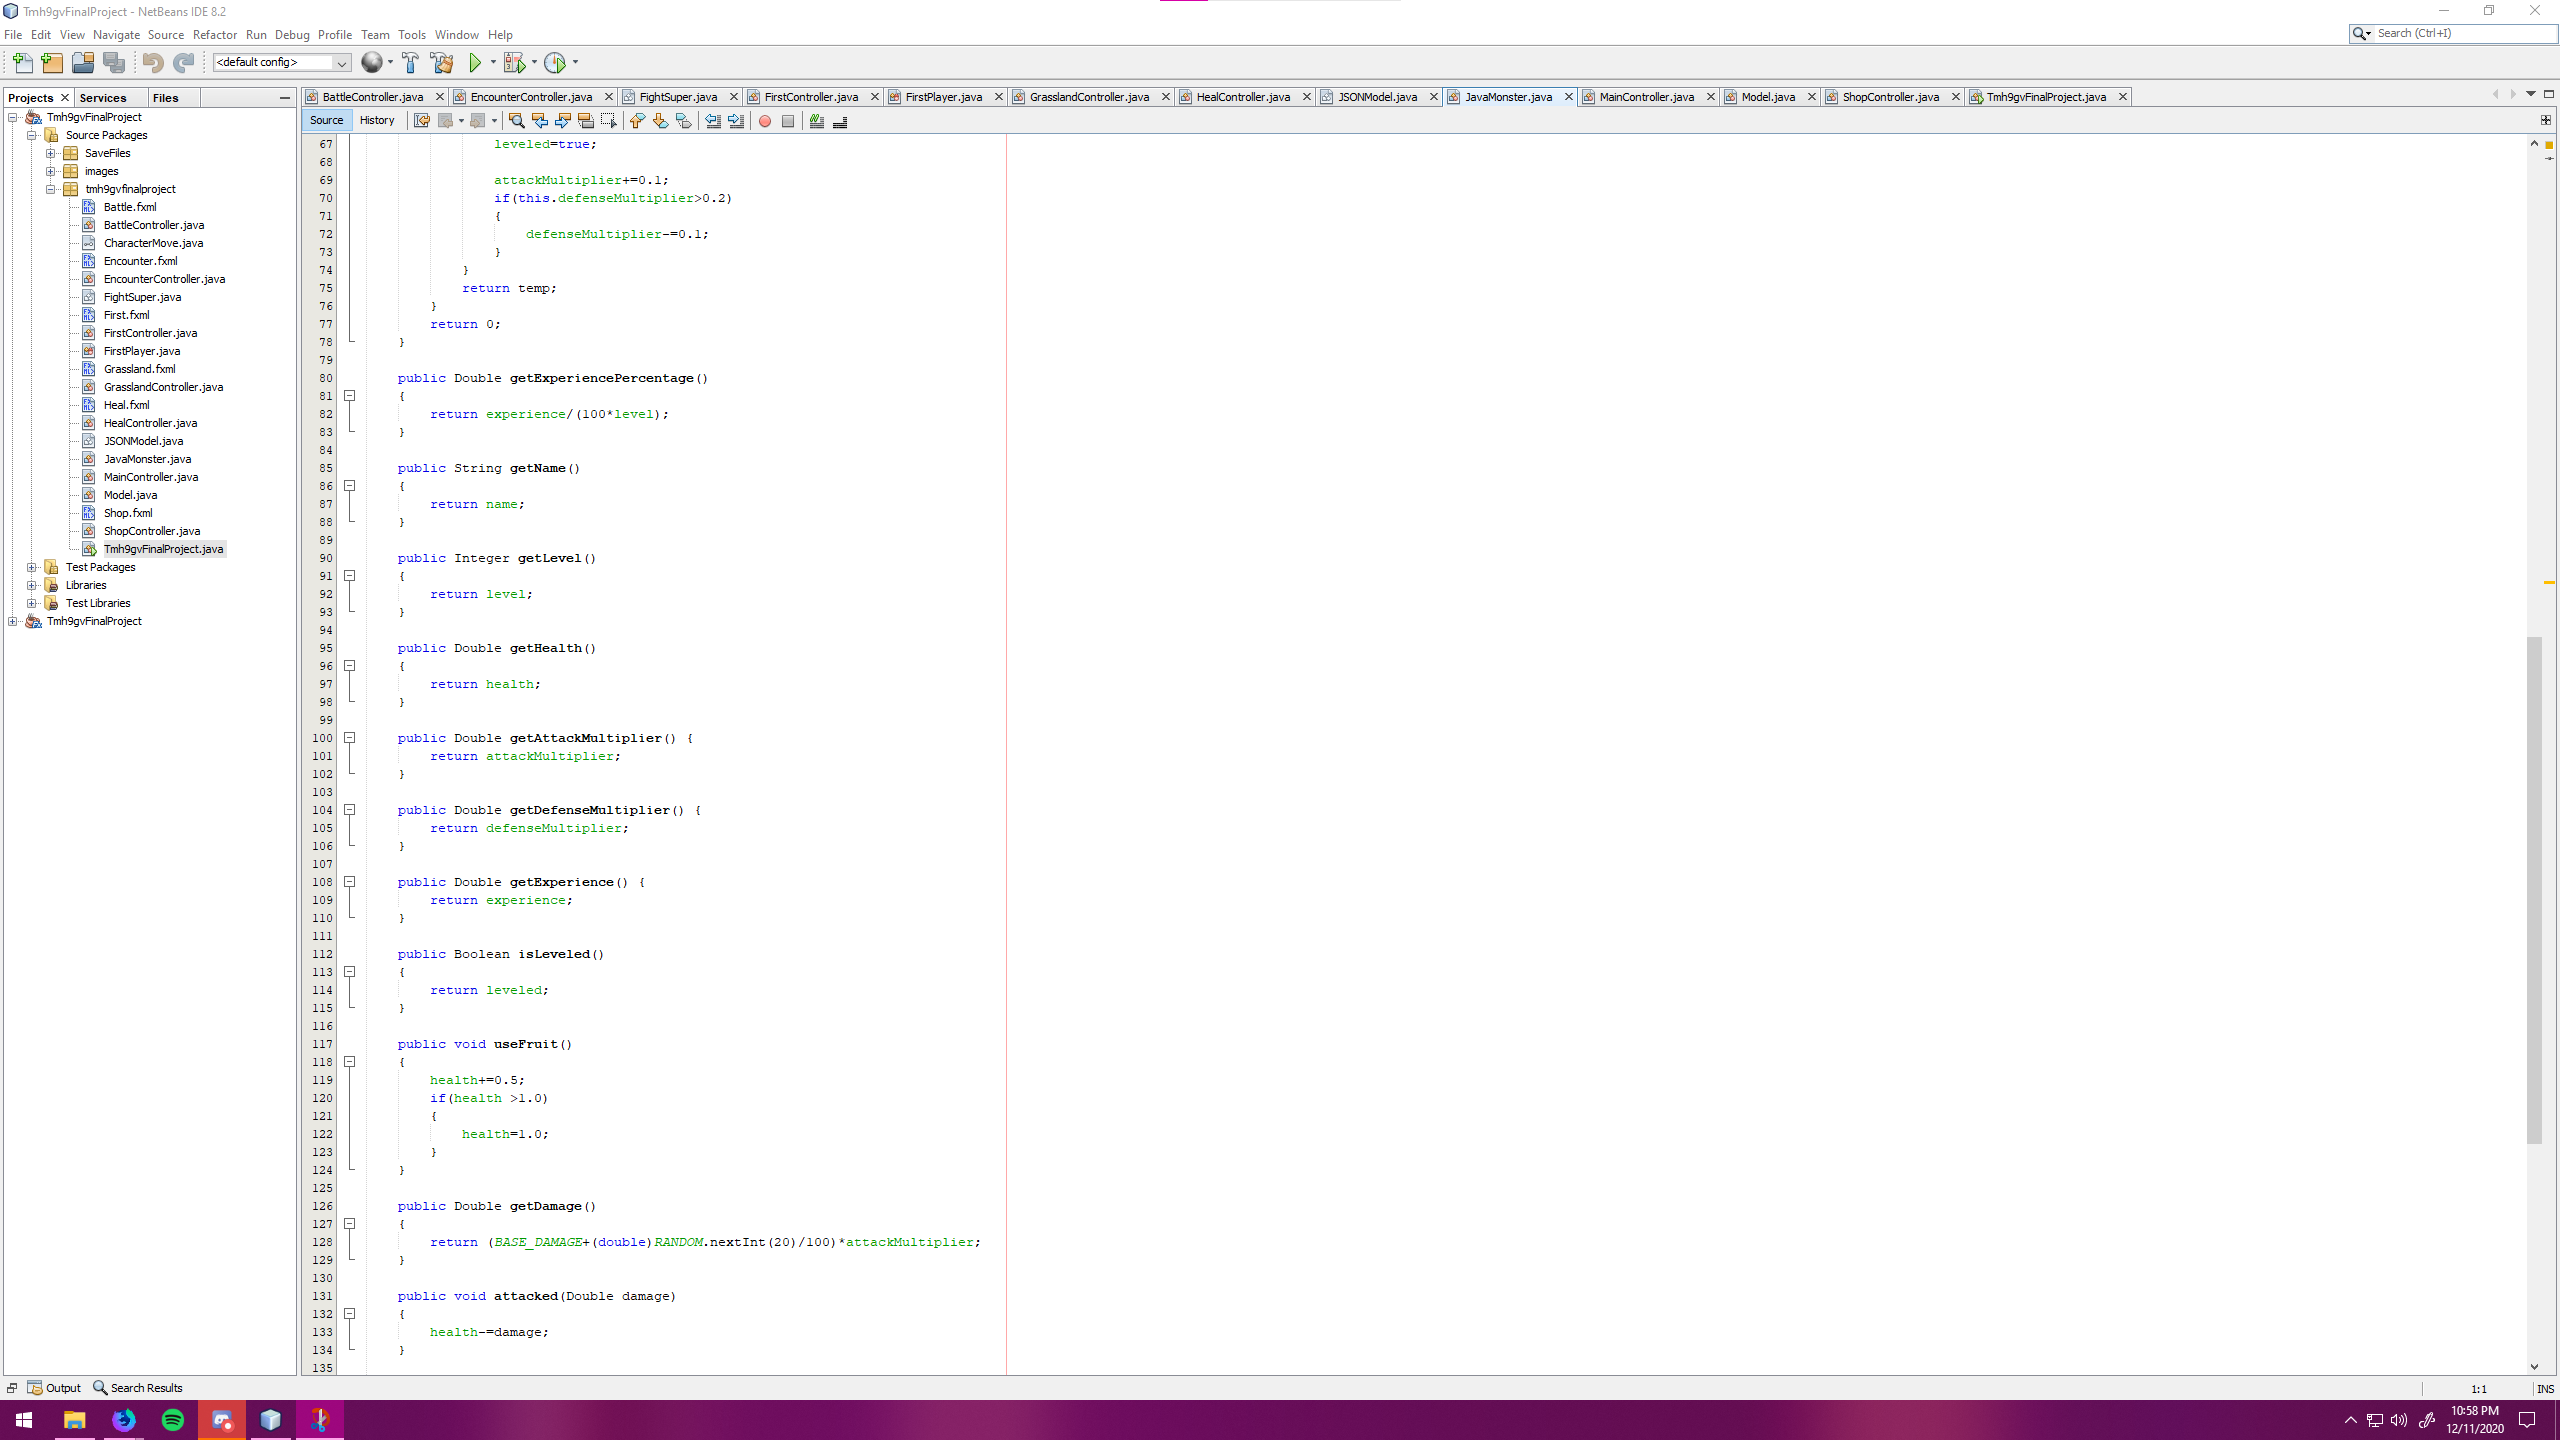 Tmh9gvFinalProject - NetBeans IDE 8.2
File Edit View Navigate Source Refactor Run Debug Profile Team Tools Window Help
Search (Ctrl+I)
<default config>
Projects Services Files
BattleController.java EncounterController.java FightSuper.java FirstController.java FirstPlayer.java GrasslandController.java HealController.java JSONModel.java JavaMonster.java MainController.java Model.java ShopController.java Tmh9gvFinalProject.java
Source History
Tmh9gvFinalProject
Source Packages
SaveFiles
images
tmh9gvfinalproject
Battle.fxml
BattleController.java
CharacterMove.java
Encounter.fxml
EncounterController.java
FightSuper.java
First.fxml
FirstController.java
FirstPlayer.java
Grassland.fxml
GrasslandController.java
Heal.fxml
HealController.java
JSONModel.java
JavaMonster.java
MainController.java
Model.java
Shop.fxml
ShopController.java
Tmh9gvFinalProject.java
Test Packages
Libraries
Test Libraries
Tmh9gvFinalProject
67 leveled=true;
68
69 attackMultiplier+=0.1;
70 if(this.defenseMultiplier>0.2)
71 {
72 defenseMultiplier-=0.1;
73 }
74 }
75 return temp;
76 }
77 return 0;
78 }
79
80 public Double getExperiencePercentage()
81 {
82 return experience/(100*level);
83 }
84
85 public String getName()
86 {
87 return name;
88 }
89
90 public Integer getLevel()
91 {
92 return level;
93 }
94
95 public Double getHealth()
96 {
97 return health;
98 }
99
100 public Double getAttackMultiplier() {
101 return attackMultiplier;
102 }
103
104 public Double getDefenseMultiplier() {
105 return defenseMultiplier;
106 }
107
108 public Double getExperience() {
109 return experience;
110 }
111
112 public Boolean isLeveled()
113 {
114 return leveled;
115 }
116
117 public void useFruit()
118 {
119 health+=0.5;
120 if(health >1.0)
121 {
122 health=1.0;
123 }
124 }
125
126 public Double getDamage()
127 {
128 return (BASE_DAMAGE+(double)RANDOM.nextInt(20)/100)*attackMultiplier;
129 }
130
131 public void attacked(Double damage)
132 {
133 health-=damage;
134 }
135
Output Search Results
1:1 INS
10:58 PM
12/11/2020